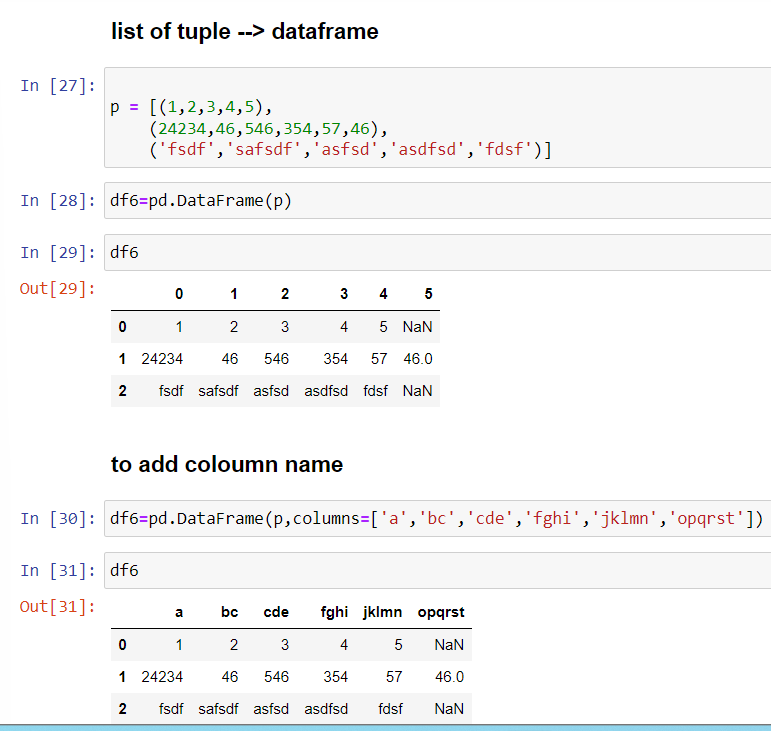 list of tuple --> dataframe
In [27]:
p = [(1,2,3,4,5),
(24234,46,546,354,57,46),
('fsdf','safsdf','asfsd','asdfsd','fdsf')]
In [28]: df6=pd.DataFrame(p)
In [29]: df6
Out[29]:
0 1 2 3 4 5
0 1 2 3 4 5 NaN
1 24234 46 546 354 57 46.0
2 fsdf safsdf asfsd asdfsd fdsf NaN
to add coloumn name
In [30]: df6=pd.DataFrame(p,columns=['a','bc','cde','fghi','jklmn','opqrst'])
In [31]: df6
Out[31]:
a bc cde fghi jklmn opqrst
0 1 2 3 4 5 NaN
1 24234 46 546 354 57 46.0
2 fsdf safsdf asfsd asdfsd fdsf NaN